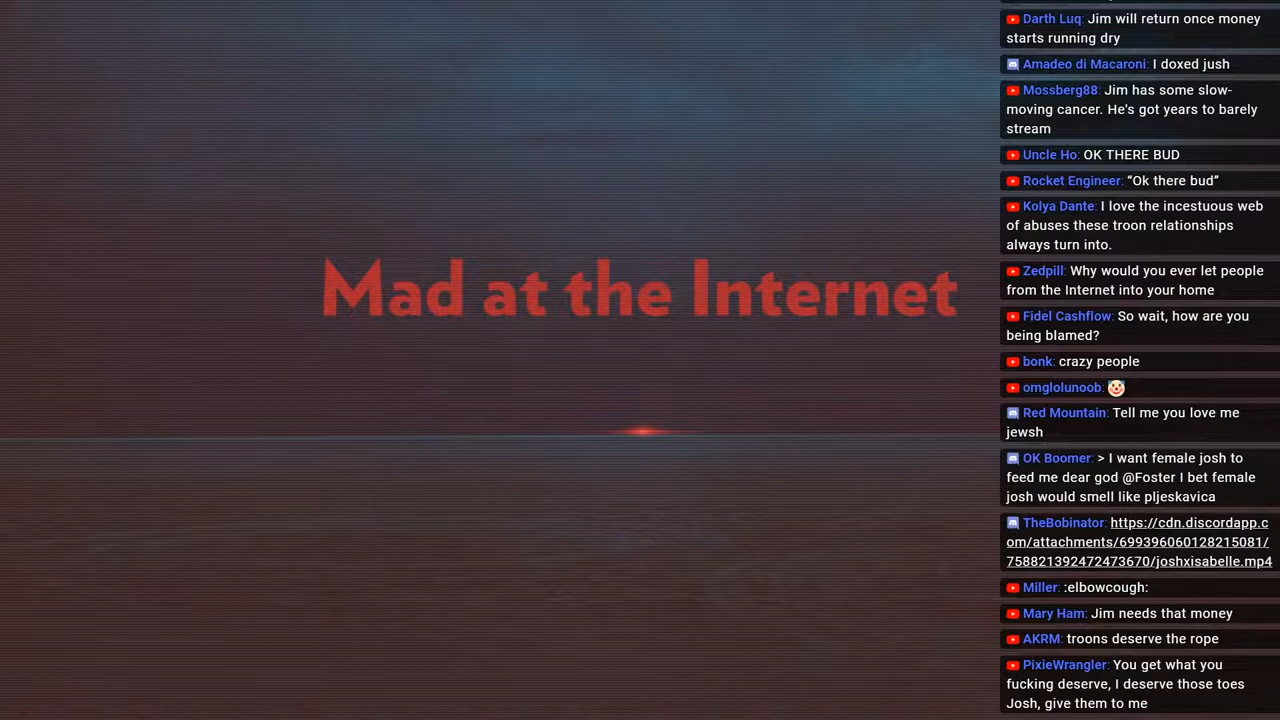 Mad at the Internet
Darth Luq: Jim will return once money
starts running dry
Amadeo di Macaroni: I doxed jush
Mossberg88: Jim has some slow-
moving cancer. He's got years to barely
stream
Uncle Ho: OK THERE BUD
Rocket Engineer: “Ok there bud”
Kolya Dante: I love the incestuous web
of abuses these troon relationships
always turn into.
Zedpill: Why would you ever let people
from the Internet into your home
Fidel Cashflow: So wait, how are you
being blamed?
bonk: crazy people
omglolunoob: 🤡
Red Mountain: Tell me you love me
jewsh
OK Boomer: > I want female josh to
feed me dear god @Foster I bet female
josh would smell like pljeskavica
TheBobinator: https://cdn.discordapp.c
om/attachments/699396060128215081/
758821392472473670/joshxisabelle.mp4
Miller: :elbowcough:
Mary Ham: Jim needs that money
AKRM: troons deserve the rope
PixieWrangler: You get what you
fucking deserve, I deserve those toes
Josh, give them to me